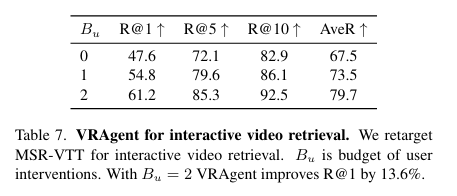 B_u R@1 ↑ R@5 ↑ R@10 ↑ AveR ↑
0 47.6 72.1 82.9 67.5
1 54.8 79.6 86.1 73.5
2 61.2 85.3 92.5 79.7
Table 7. VRAgent for interactive video retrieval. We retarget
MSR-VTT for interactive video retrieval. B_u is budget of user
interventions. With B_u = 2 VRAgent improves R@1 by 13.6%.